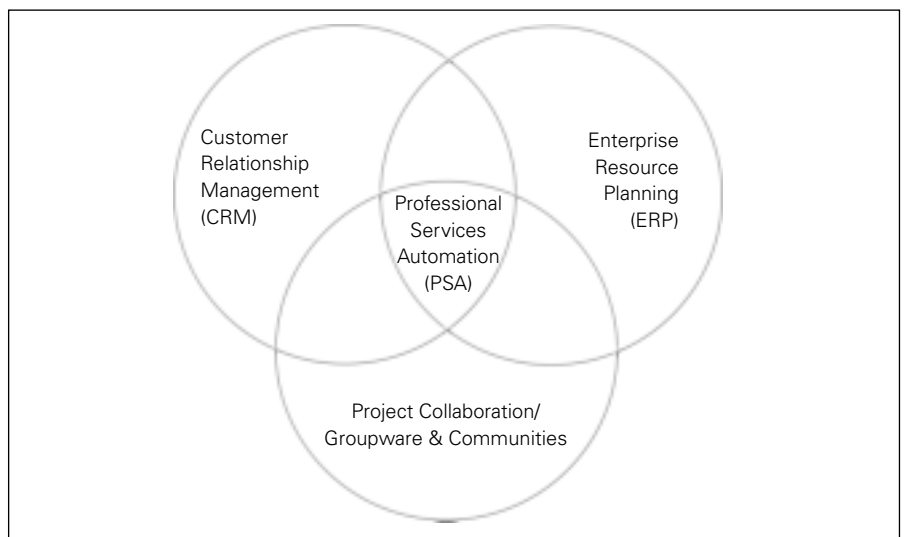 Customer
Relationship
Management
(CRM)
Enterprise
Resource
Planning
(ERP)
Professional
Services
Automation
(PSA)
Project Collaboration/
Groupware & Communities